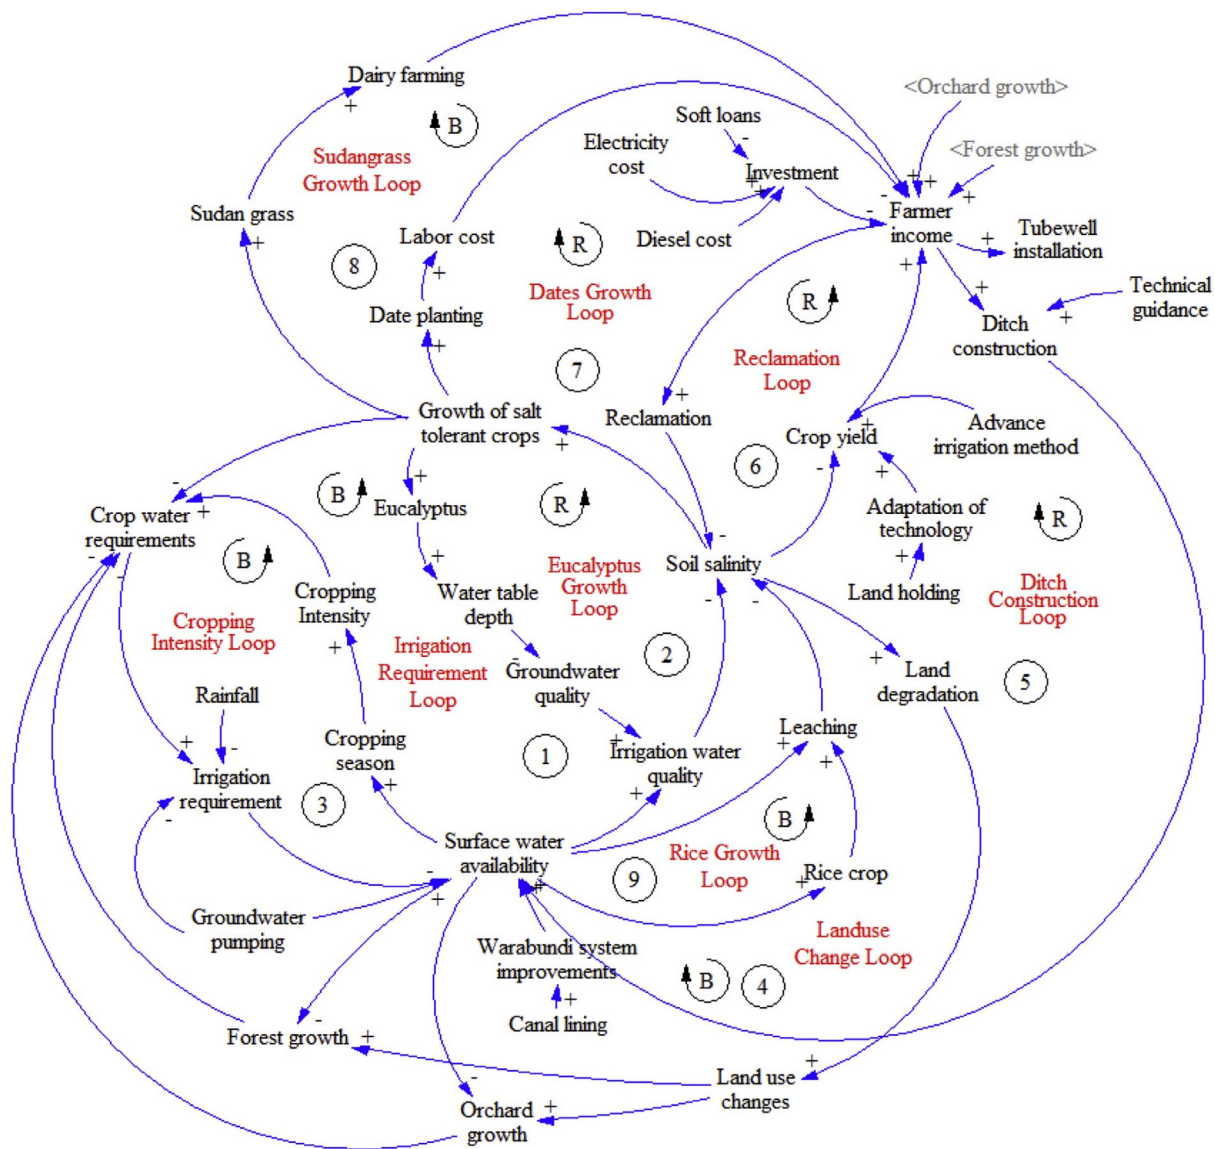 Dairy farming
+
B
Sudangrass
Growth Loop
Sudan grass
+
8
Labor cost
+
Date planting
+
Soft loans
-
Electricity
cost
Investment
+
+
Diesel cost
R
Dates Growth
Loop
7
<Orchard growth>
<Forest growth>
+
+
+
-
-
Farmer
income
+
+
Tubewell
installation
+
Technical
guidance
+
Ditch
construction
R
Reclamation
Loop
Growth of salt
tolerant crops
+
Reclamation
+
Crop yield
+
-
+
Advance
irrigation method
6
-
Crop water
requirements
+
-
-
B
Eucalyptus
+
R
Adaptation of
technology
+
R
B
Cropping
Intensity
+
Water table
depth
+
Eucalyptus
Growth
Loop
Soil salinity
-
-
-
Land holding
Ditch
Construction
Loop
Cropping
Intensity Loop
Irrigation
Requirement
Loop
-
Groundwater
quality
2
+
Land
degradation
5
Rainfall
-
+
Irrigation
requirement
-
Cropping
season
+
3
1
+
Irrigation water
quality
+
Leaching
+
+
B
Surface water
availability
-
+
+
+
9
Rice Growth
Loop
+
Rice crop
Groundwater
pumping
Warabundi system
improvements
+
Canal lining
Landuse
Change Loop
B
4
Forest growth
-
+
-
Orchard
growth
+
Land use
changes
+